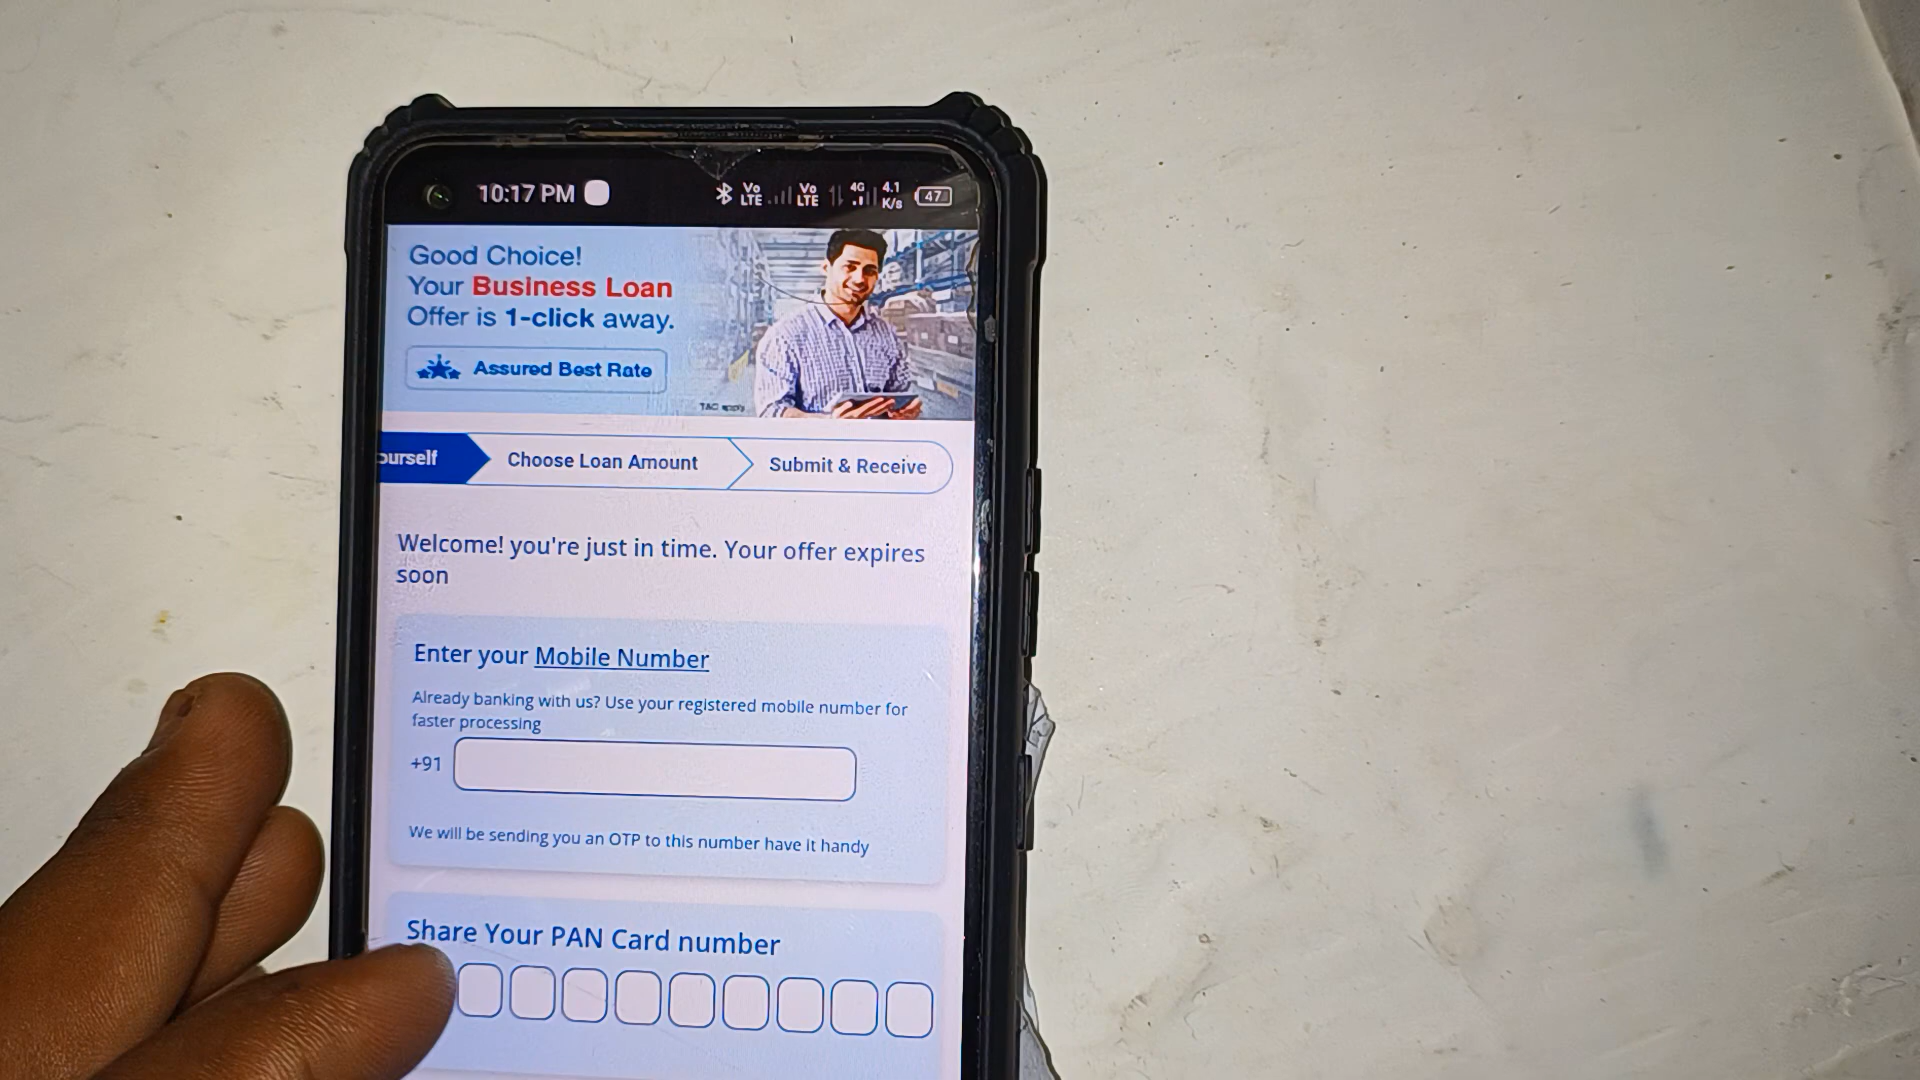 10:17 PM
Vo LTE Vo LTE 4G 4.1 K/s 47
Good Choice!
Your Business Loan
Offer is 1-click away.
Assured Best Rate
ourself
Choose Loan Amount
Submit & Receive
Welcome! you're just in time. Your offer expires
soon
Enter your Mobile Number
Already banking with us? Use your registered mobile number for
faster processing
+91
We will be sending you an OTP to this number have it handy
Share Your PAN Card number